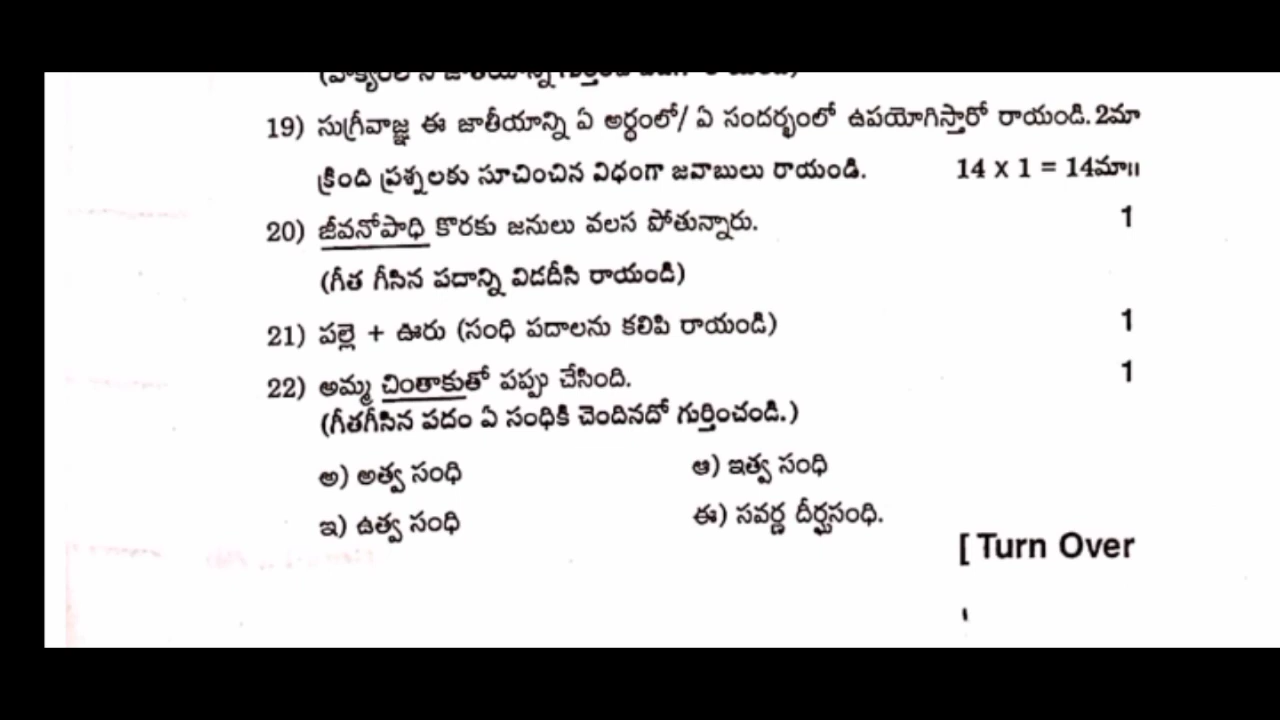 19) సుగ్రీవాజ్ఞ ఈ జాతీయాన్ని ఏ అర్థంలో/ ఏ సందర్భంలో ఉపయోగిస్తారో రాయండి. 2మా
క్రింది ప్రశ్నలకు సూచించిన విధంగా జవాబులు రాయండి. 14 x 1 = 14మా॥
20) జీవనోపాధి కొరకు జనులు వలస పోతున్నారు. 1
(గీత గీసిన పదాన్ని విడదీసి రాయండి)
21) పల్లె + ఊరు (సంధి పదాలను కలిపి రాయండి) 1
22) అమ్మ చింతాకుతో పప్పు చేసింది. 1
(గీతగీసిన పదం ఏ సంధికి చెందినదో గుర్తించండి.)
అ) అత్వ సంధి ఆ) ఇత్వ సంధి
ఇ) ఉత్వ సంధి ఈ) సవర్ణ దీర్ఘసంధి.
[ Turn Over